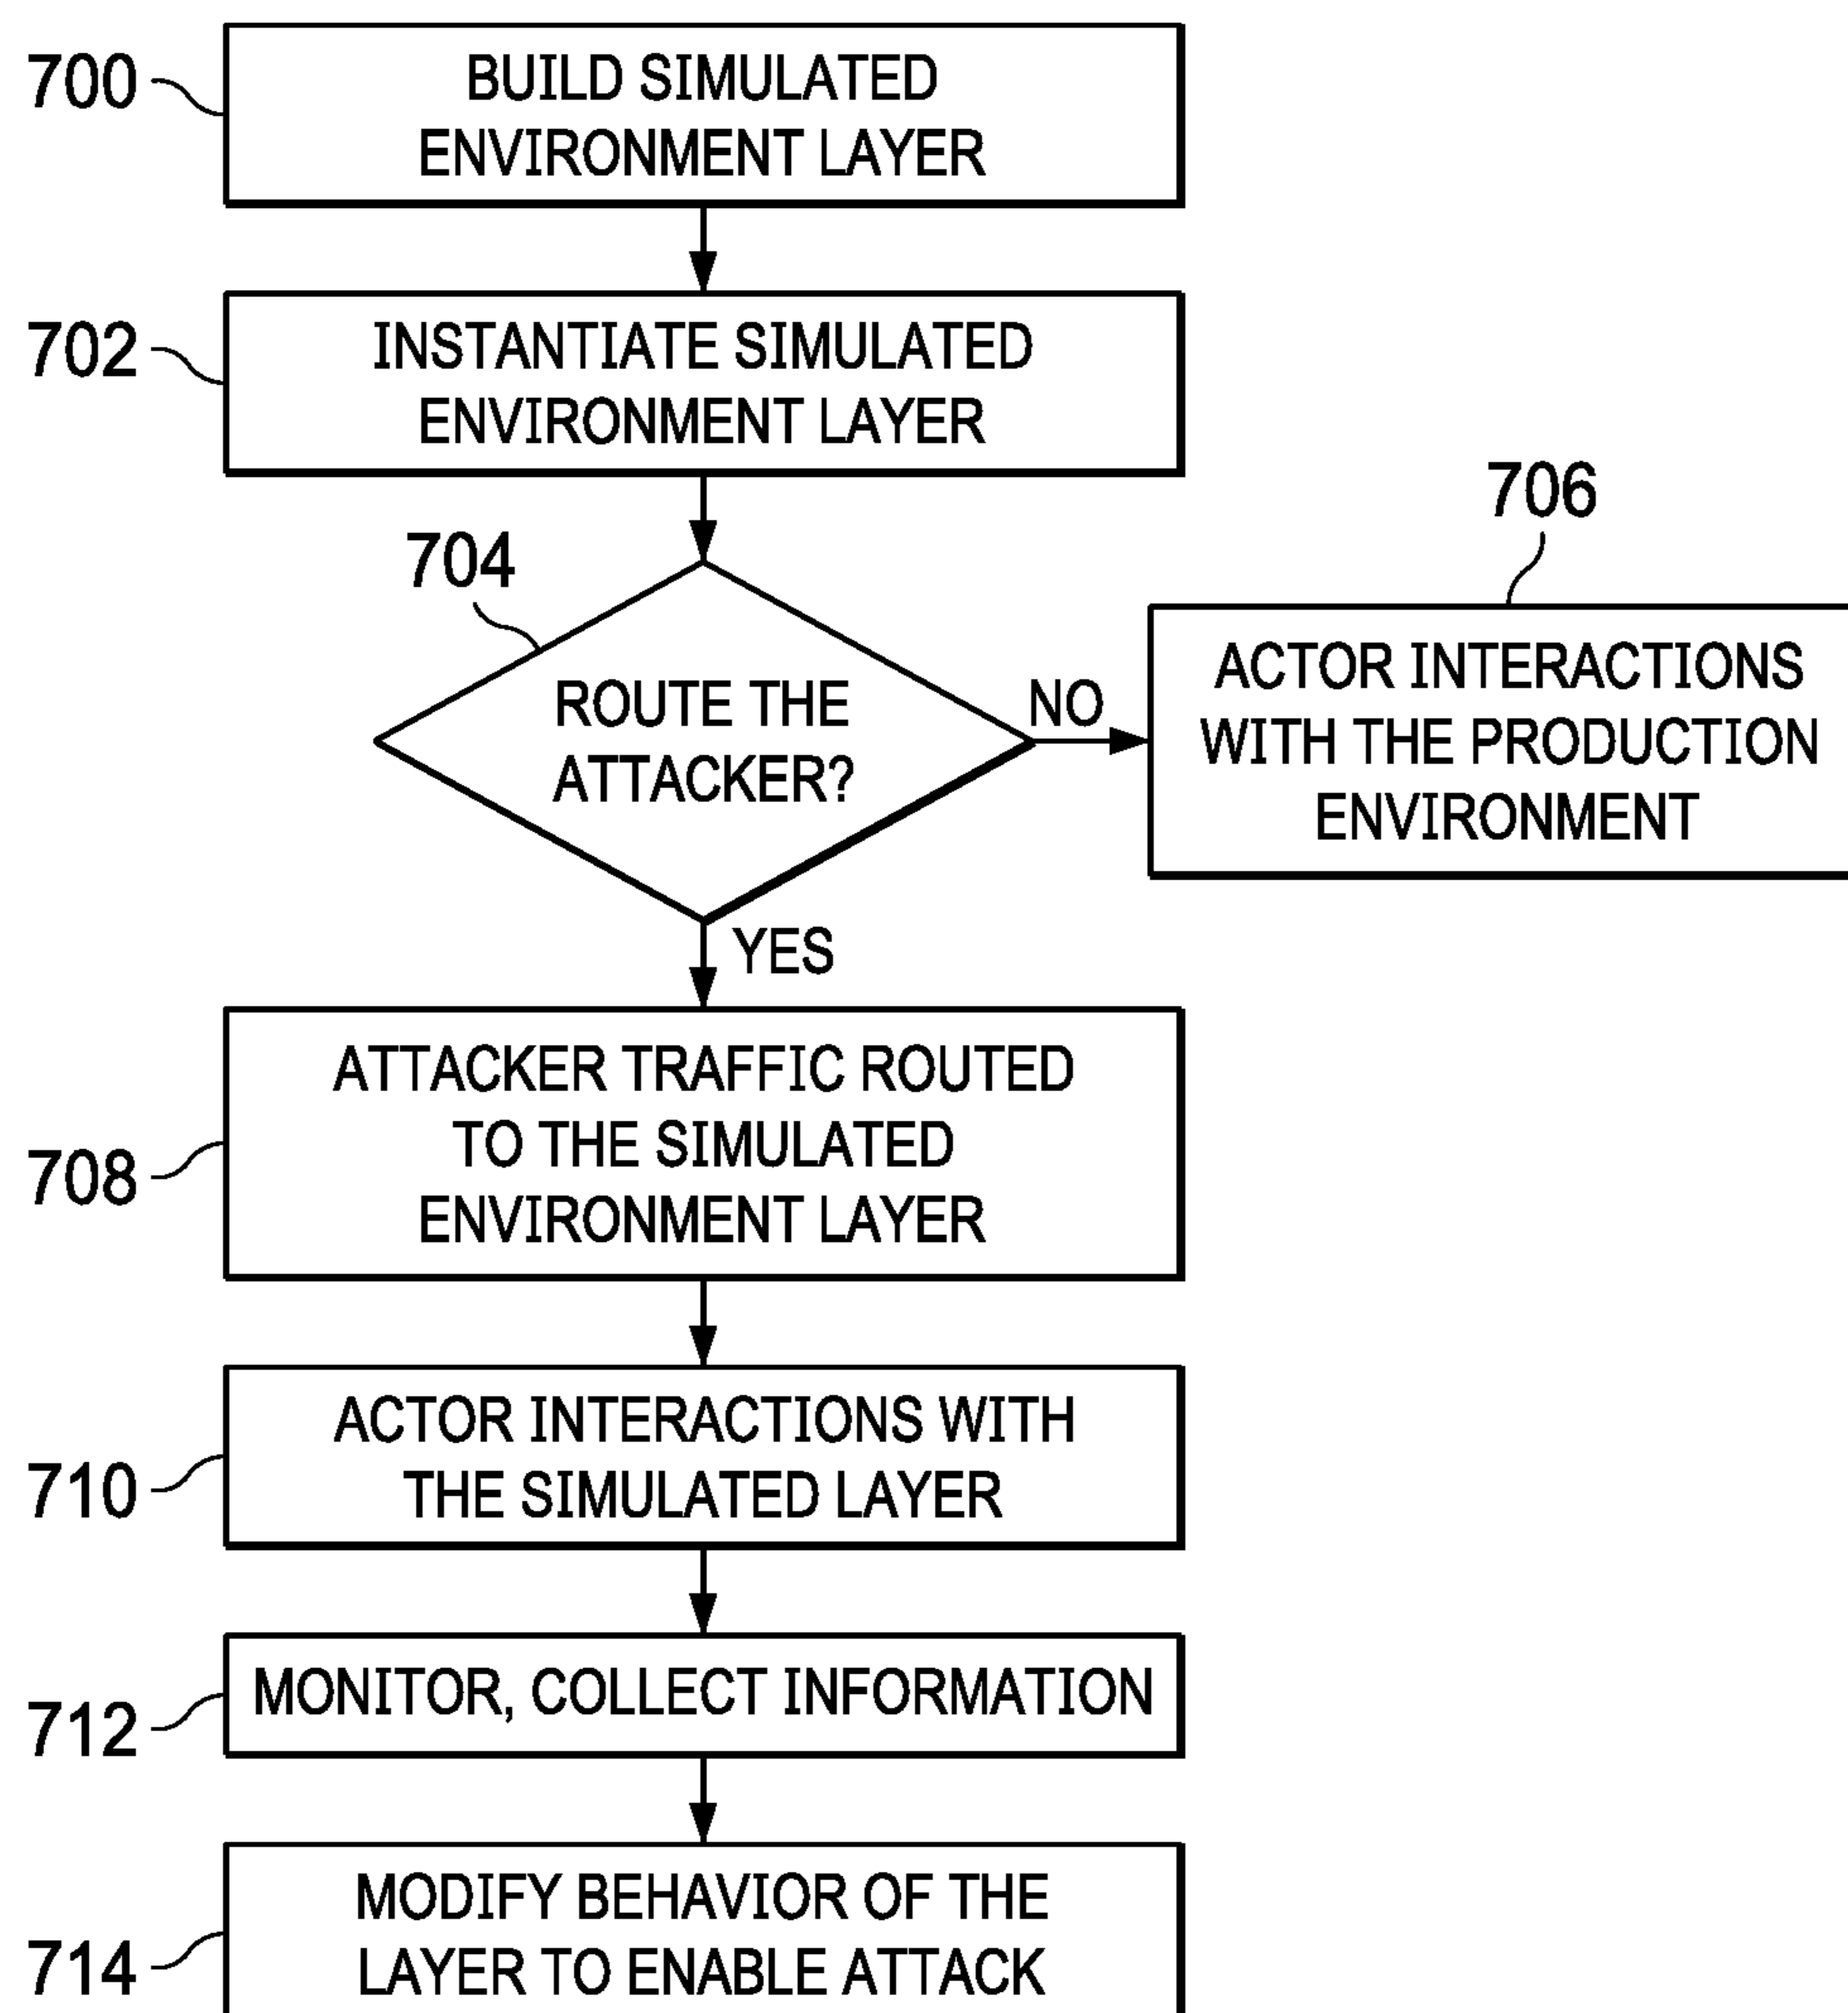 700
BUILD SIMULATED
ENVIRONMENT LAYER
702
INSTANTIATE SIMULATED
ENVIRONMENT LAYER
704
ROUTE THE
ATTACKER?
NO
706
ACTOR INTERACTIONS
WITH THE PRODUCTION
ENVIRONMENT
YES
708
ATTACKER TRAFFIC ROUTED
TO THE SIMULATED
ENVIRONMENT LAYER
710
ACTOR INTERACTIONS WITH
THE SIMULATED LAYER
712
MONITOR, COLLECT INFORMATION
714
MODIFY BEHAVIOR OF THE
LAYER TO ENABLE ATTACK